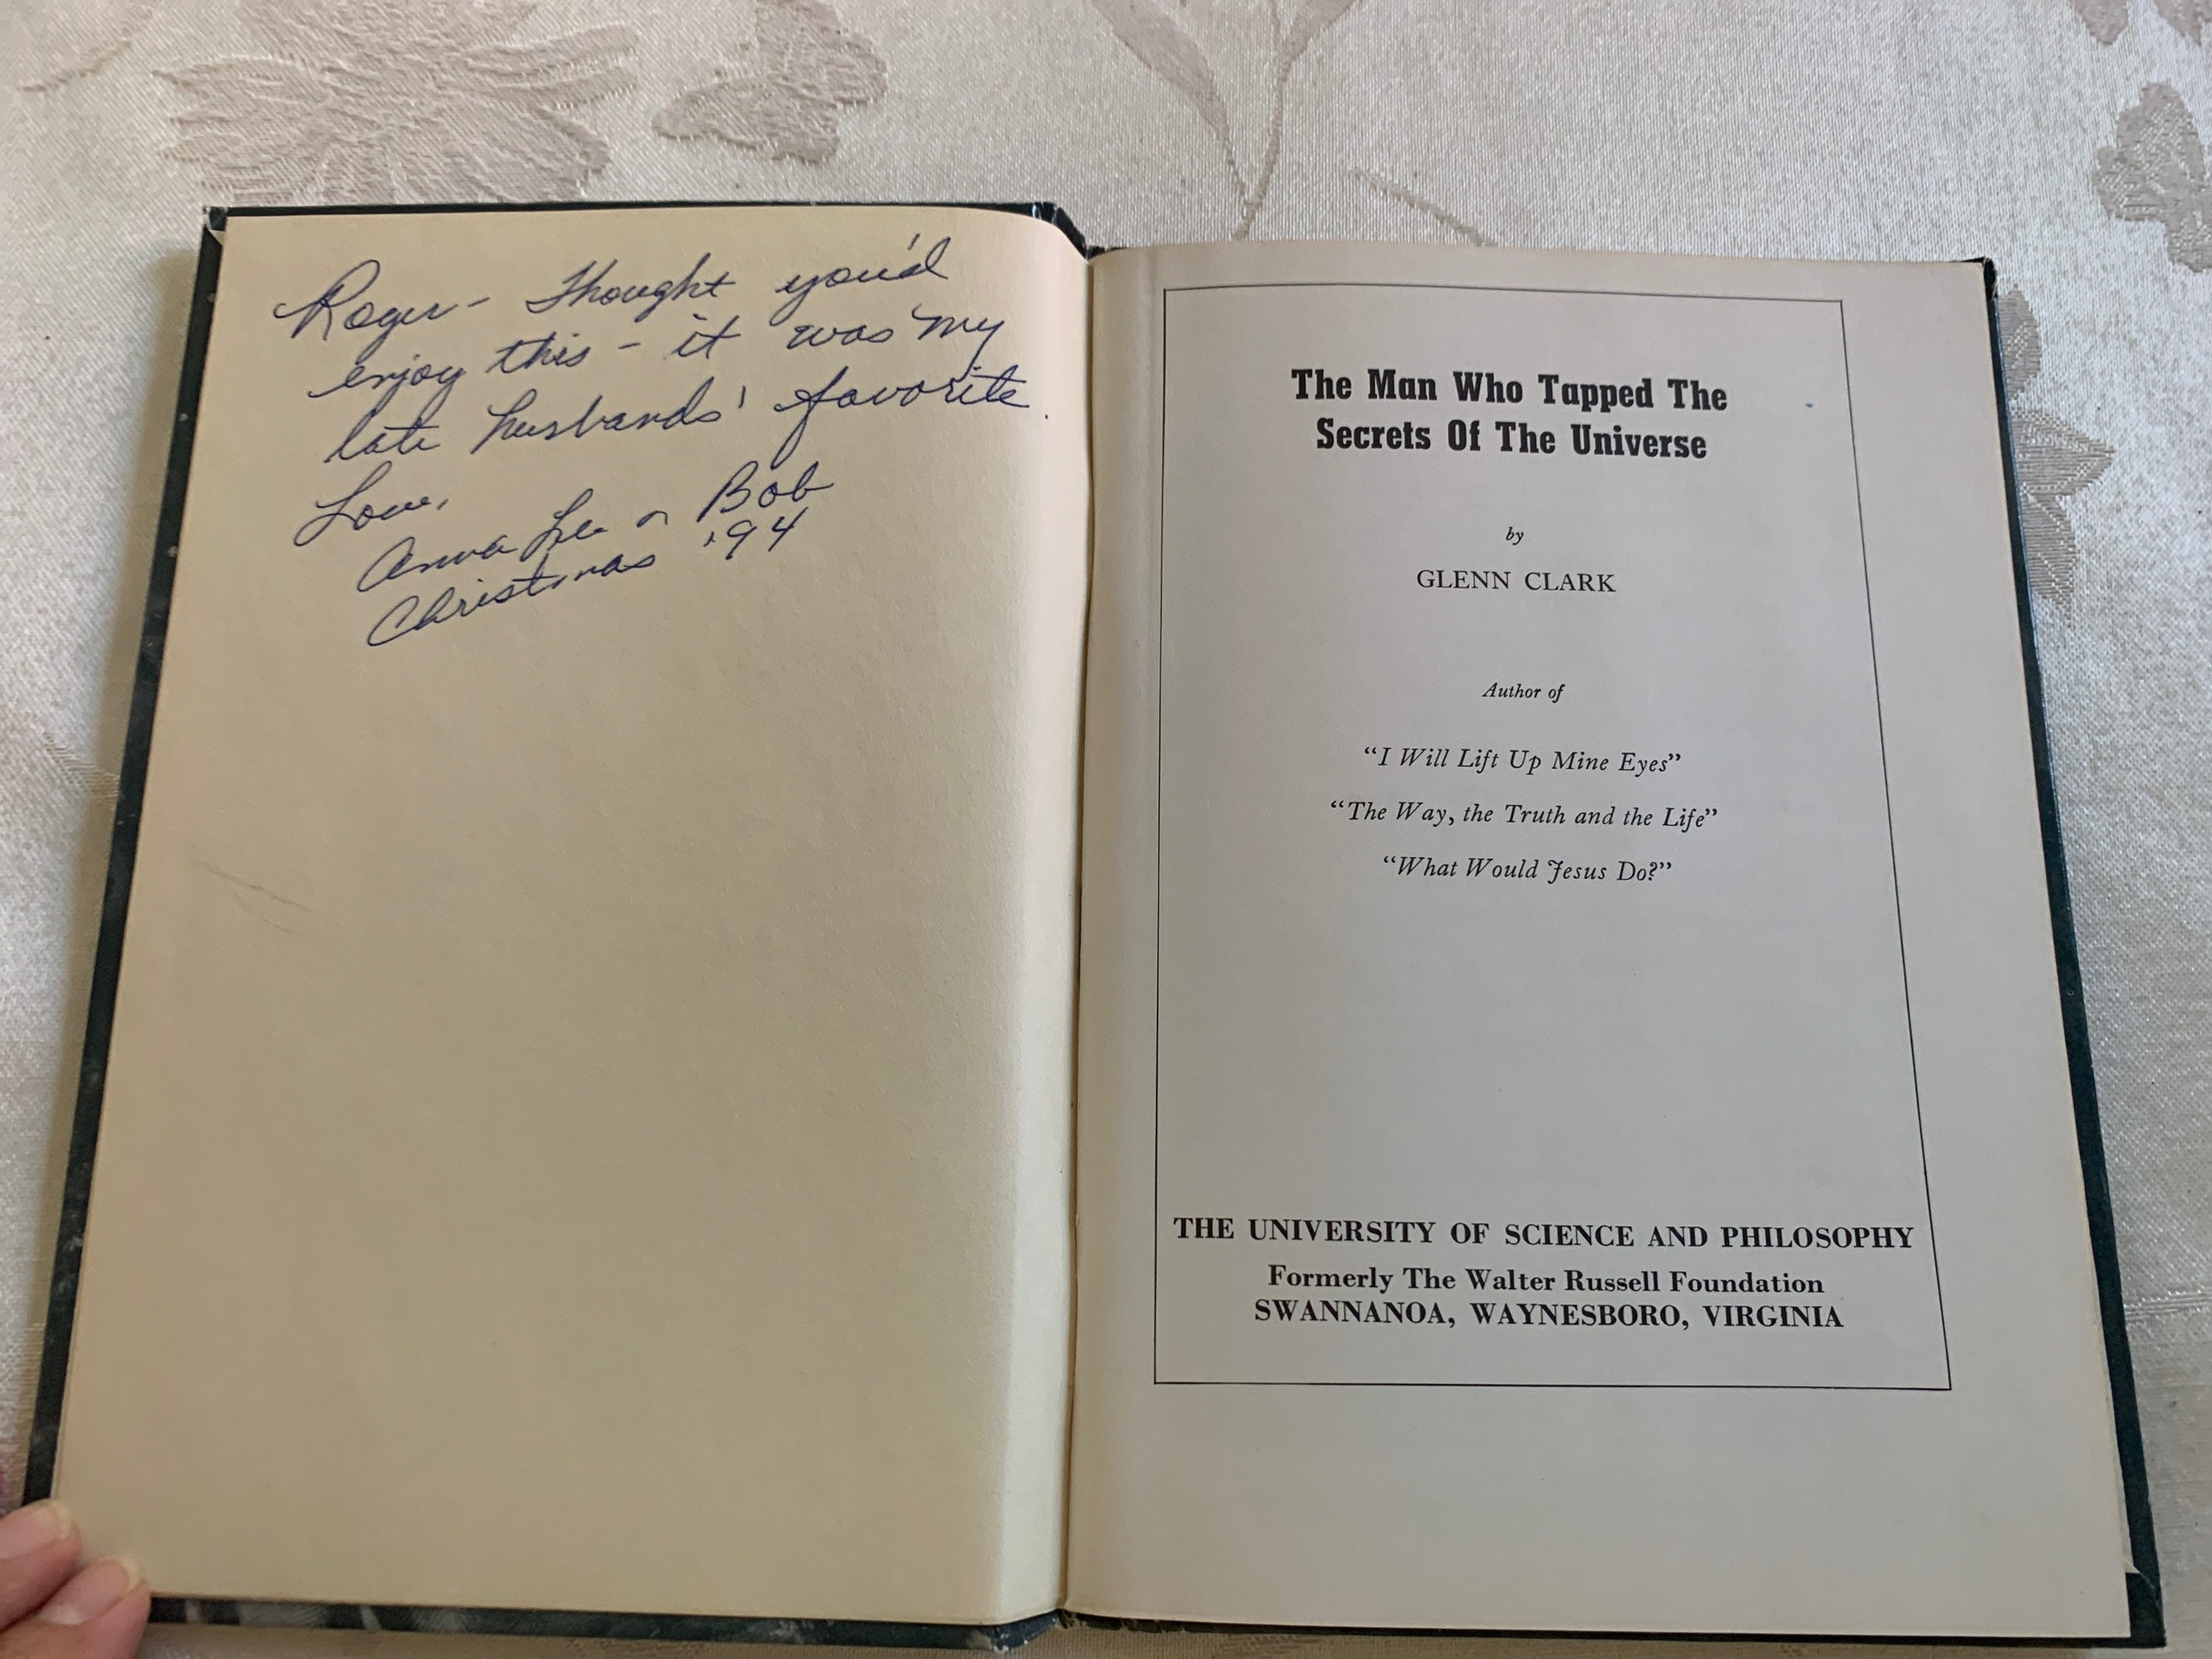 Roger - Thought you'd
enjoy this - it was my
late husbands' favorite.
Love,
Anna Lee & Bob
Christmas '94
The Man Who Tapped The
Secrets Of The Universe
by
GLENN CLARK
Author of
"I Will Lift Up Mine Eyes"
"The Way, the Truth and the Life"
"What Would Jesus Do?"
THE UNIVERSITY OF SCIENCE AND PHILOSOPHY
Formerly The Walter Russell Foundation
SWANNANOA, WAYNESBORO, VIRGINIA